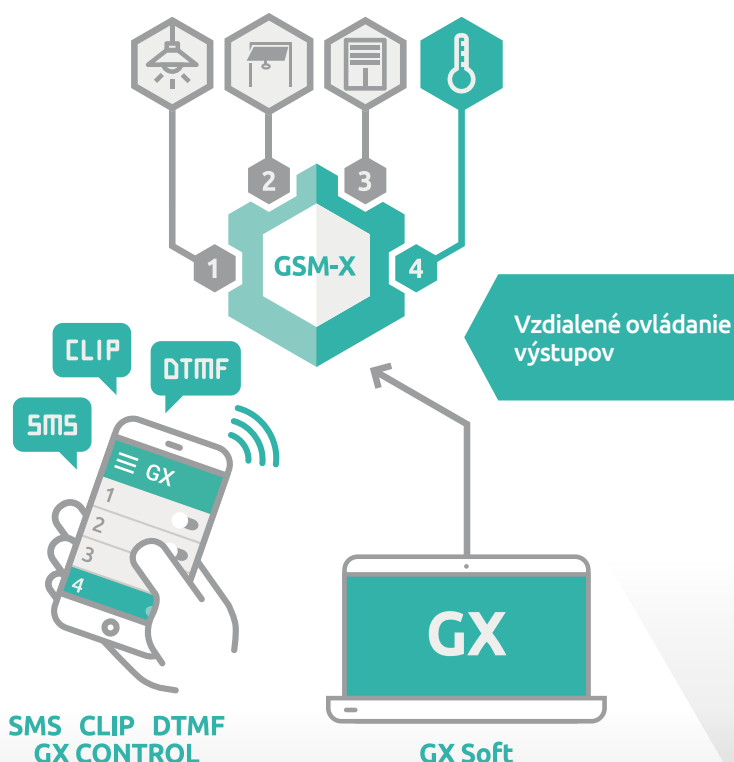 2
3
1
GSM-X
4
Vzdialené ovládanie
výstupov
CLIP
DTMF
SMS
GX
1
2
3
4
GX
SMS CLIP DTMF
GX CONTROL
GX Soft